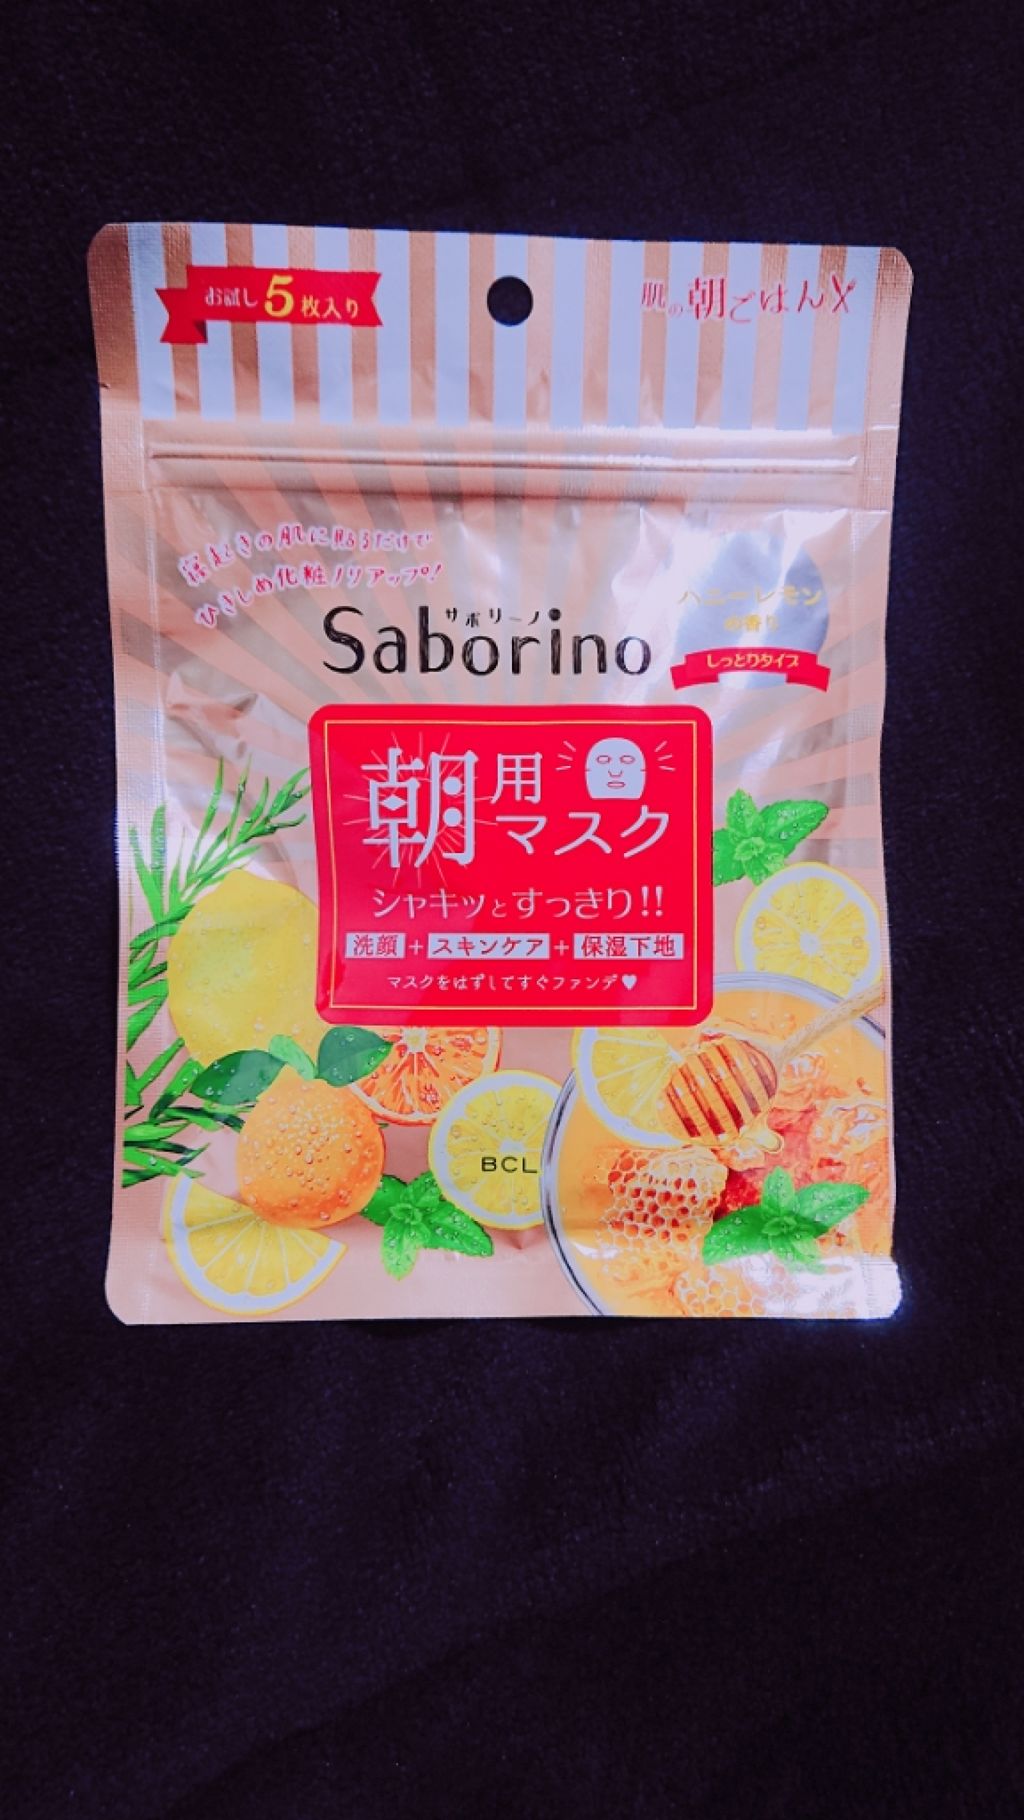 お試し5枚入り
肌の朝ごはん
寝起きの肌に貼るだけで
ひきしめ化粧ノリアップ!
サボリーノ
Saborino
ハニーレモン
の香り
しっとりタイプ
朝用マスク
シャキッとすっきり!!
洗顔+スキンケア+保湿下地
マスクをはずしてすぐファンデ♥
BCL